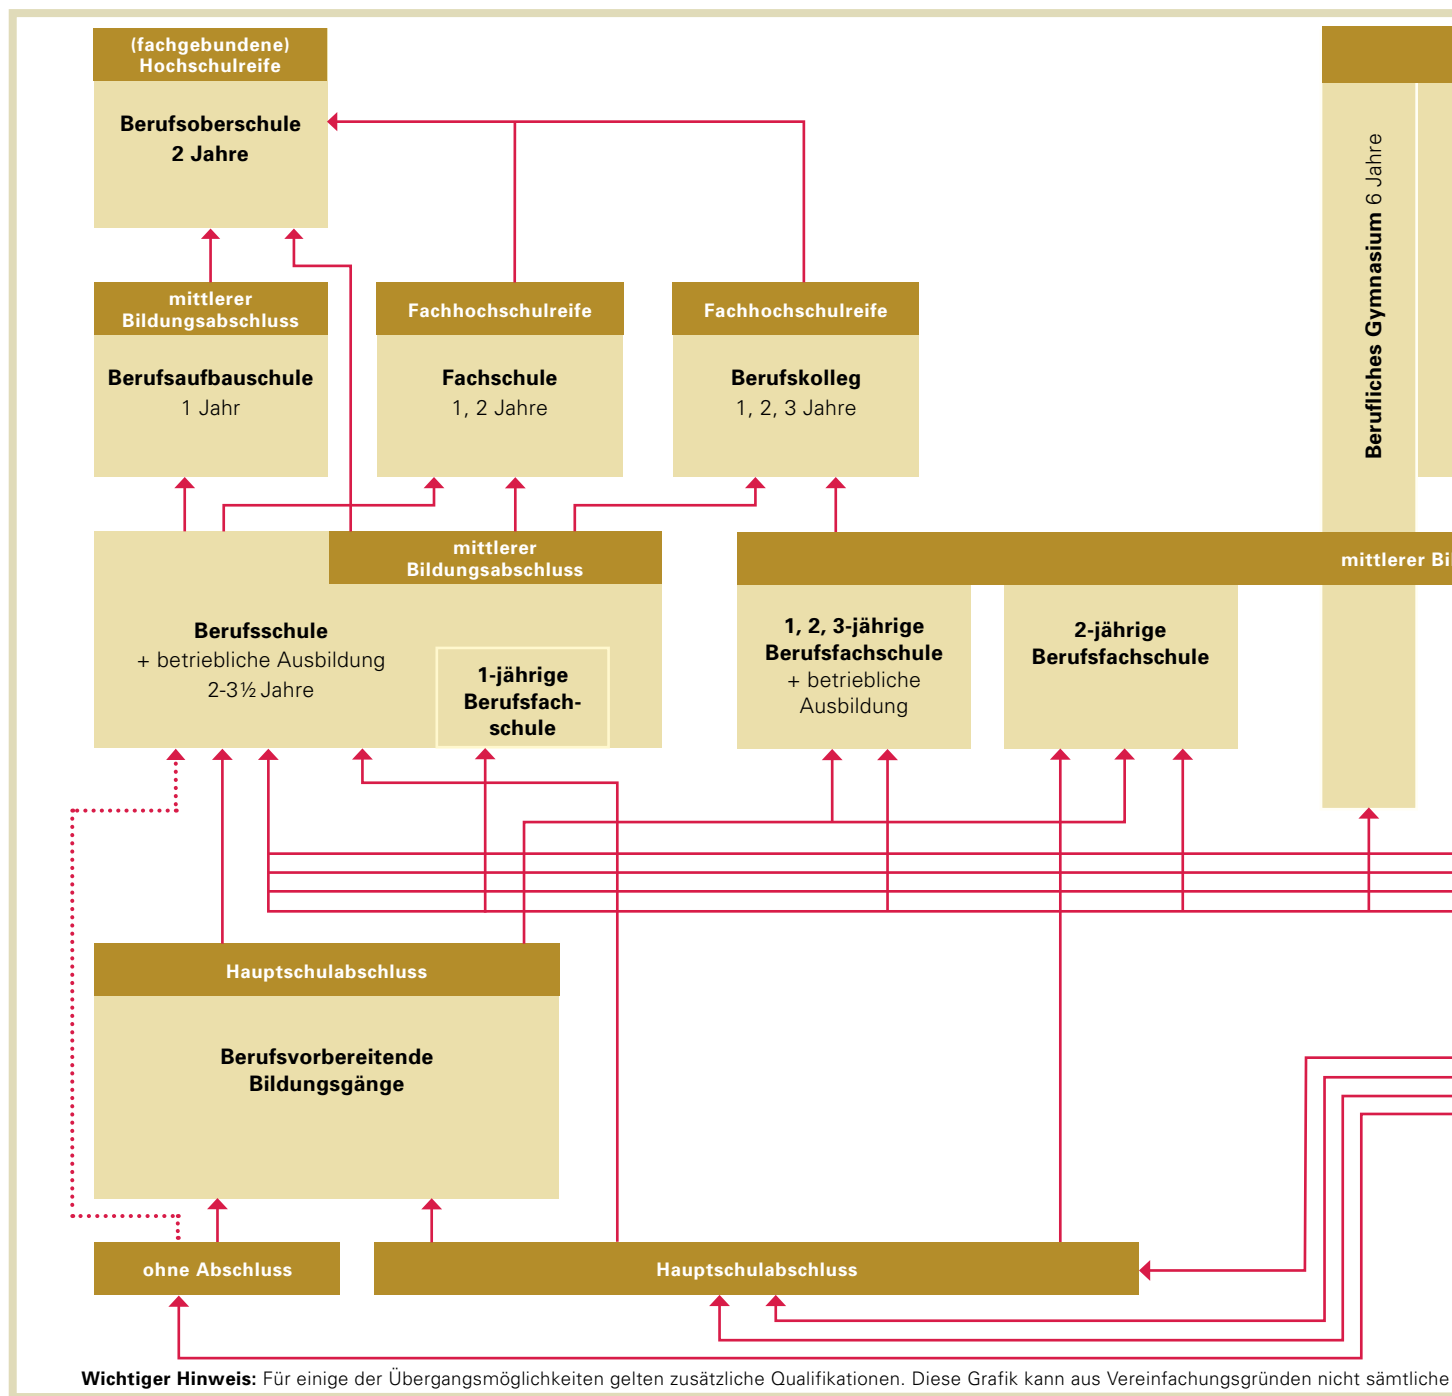 (fachgebundene)
Hochschulreife
Berufsoberschule
2 Jahre
mittlerer
Bildungsabschluss
Berufsaufbauschule
1 Jahr
Fachhochschulreife
Fachschule
1, 2 Jahre
Fachhochschulreife
Berufskolleg
1, 2, 3 Jahre
Berufliches Gymnasium 6 Jahre
mittlerer
Bildungsabschluss
Berufsschule
+ betriebliche Ausbildung
2-3½ Jahre
1-jährige
Berufsfach-
schule
mittlerer Bil
1, 2, 3-jährige
Berufsfachschule
+ betriebliche
Ausbildung
2-jährige
Berufsfachschule
Hauptschulabschluss
Berufsvorbereitende
Bildungsgänge
ohne Abschluss
Hauptschulabschluss
Wichtiger Hinweis: Für einige der Übergangsmöglichkeiten gelten zusätzliche Qualifikationen. Diese Grafik kann aus Vereinfachungsgründen nicht sämtliche